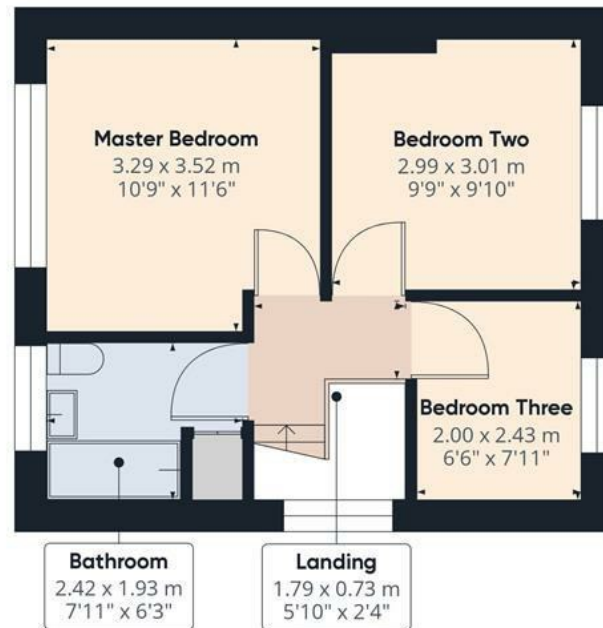 Master Bedroom
3.29 x 3.52 m
10'9" x 11'6"
Bedroom Two
2.99 x 3.01 m
9'9" x 9'10"
Bedroom Three
2.00 x 2.43 m
6'6" x 7'11"
Bathroom
2.42 x 1.93 m
7'11" x 6'3"
Landing
1.79 x 0.73 m
5'10" x 2'4"